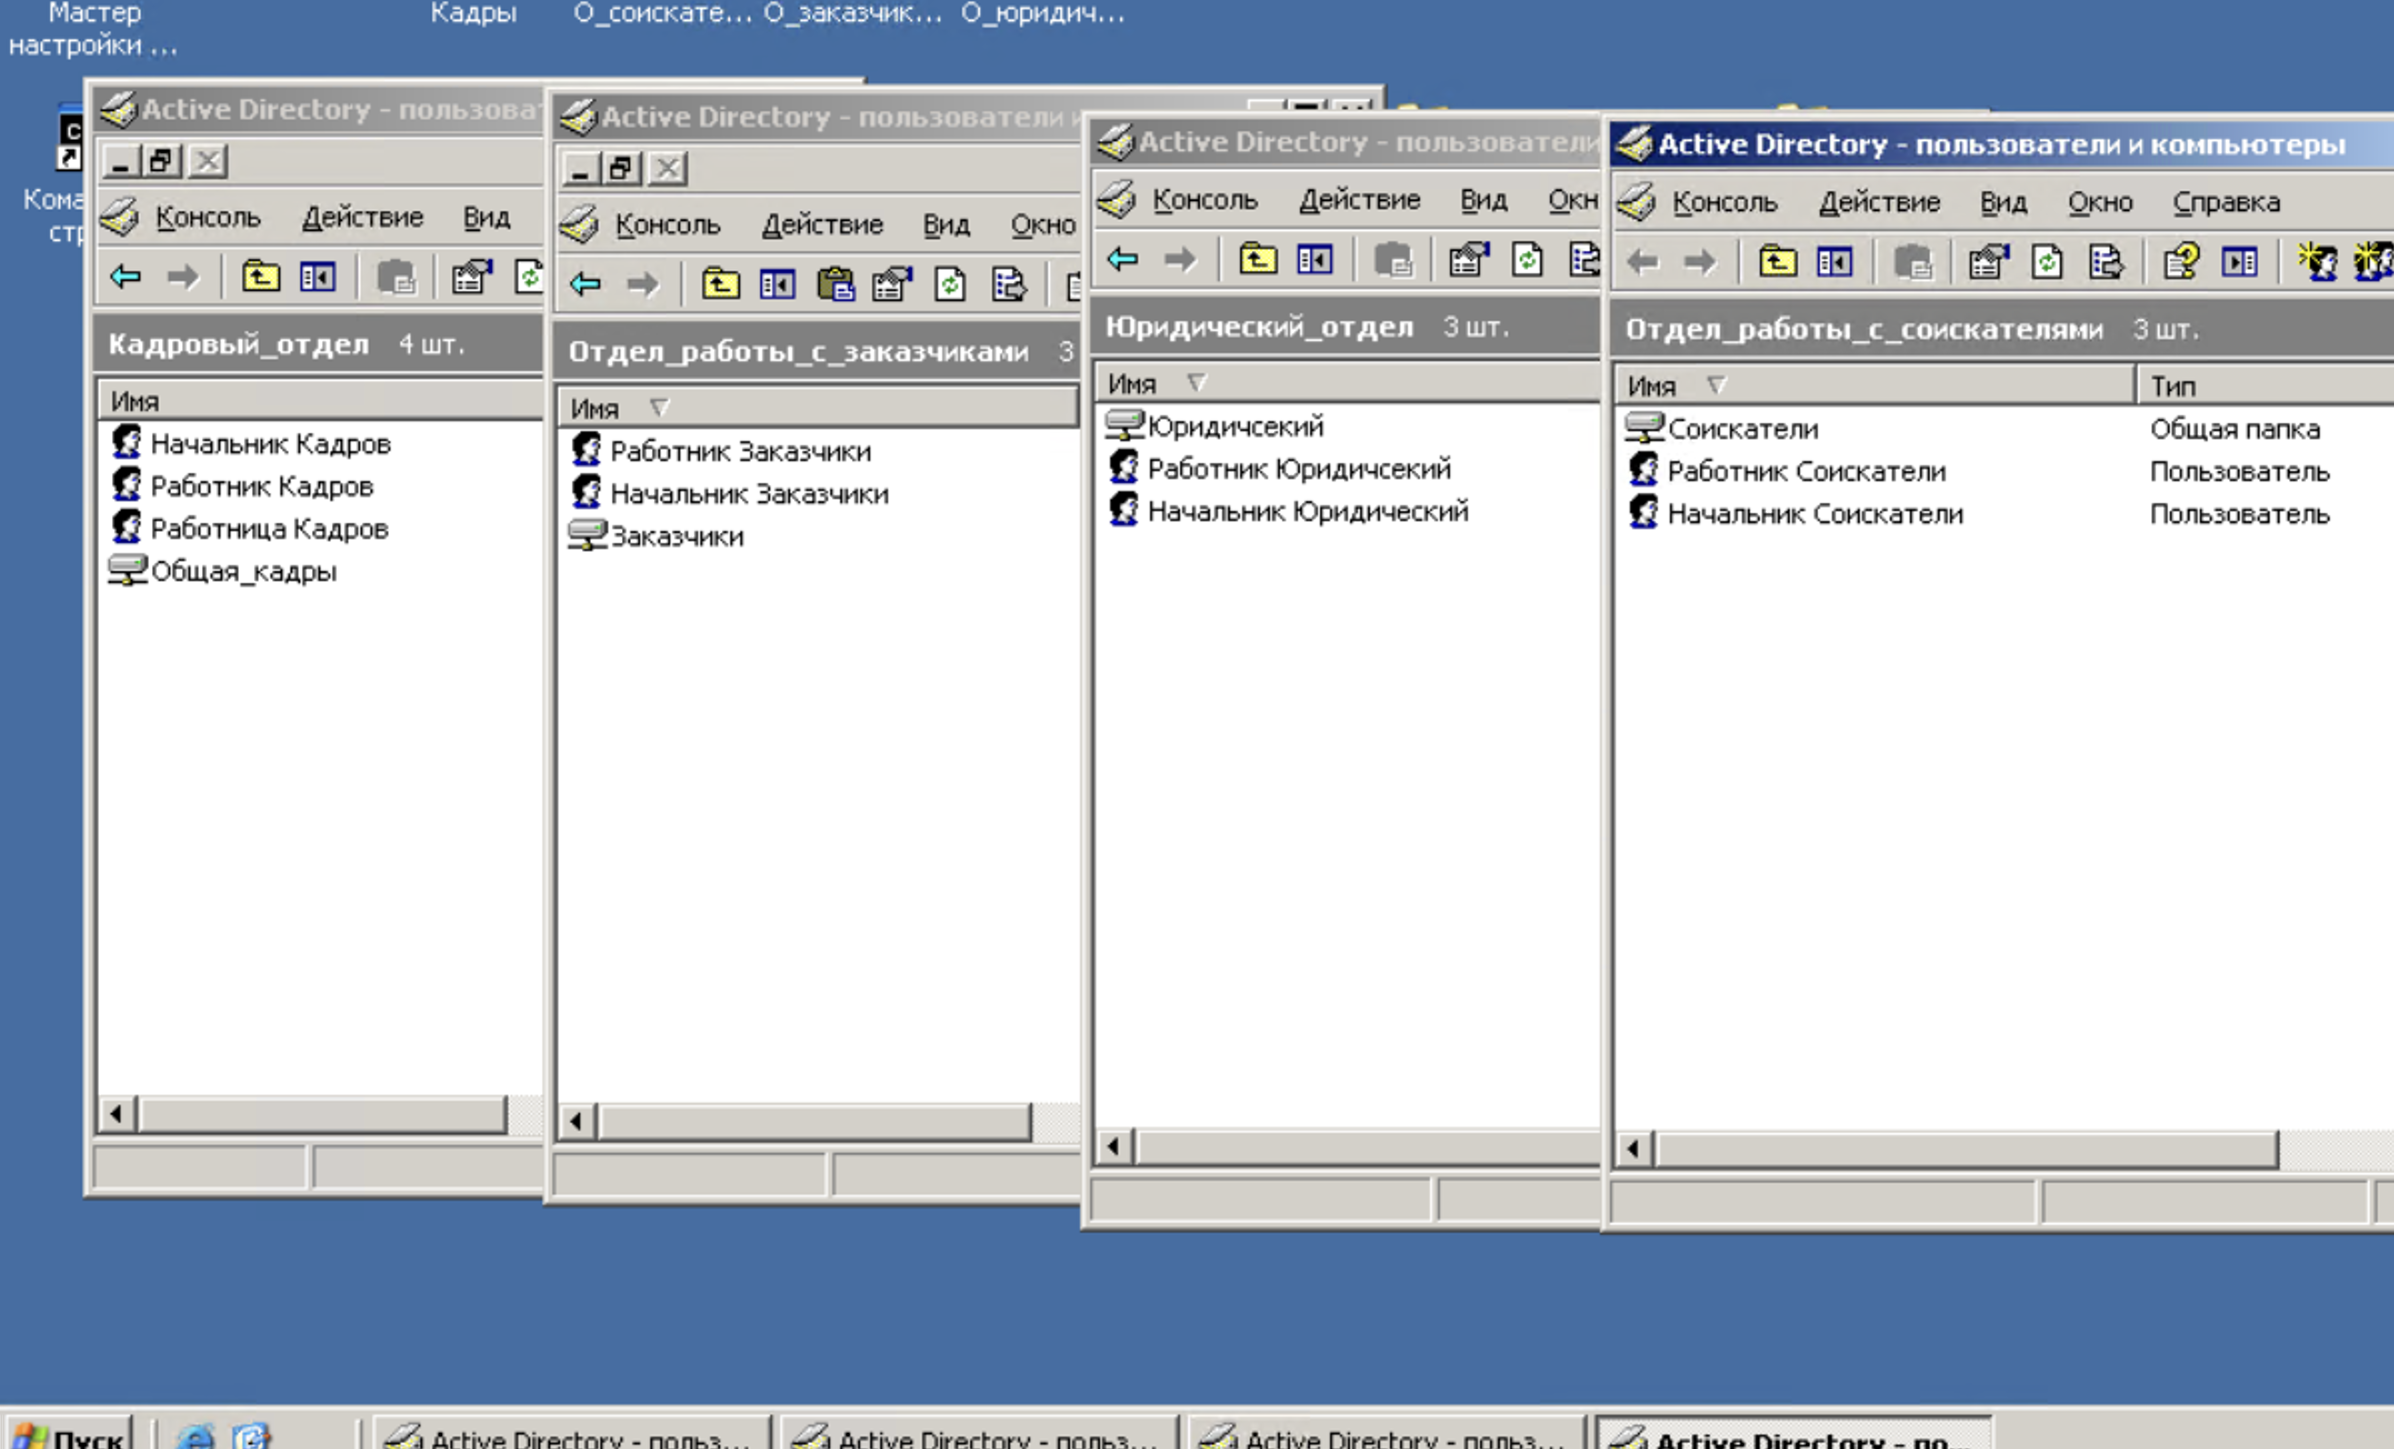 Мастер
настройки ...
Кадры
О_соискате...
О_заказчик...
О_юридич...
Кома
стр
Active Directory - пользова
Консоль Действие Вид
Кадровый_отдел 4 шт.
Имя
Начальник Кадров
Работник Кадров
Работница Кадров
Общая_кадры
Active Directory - пользователи и
Консоль Действие Вид Окно
Отдел_работы_с_заказчиками 3
Имя
Работник Заказчики
Начальник Заказчики
Заказчики
Active Directory - пользователи
Консоль Действие Вид Окн
Юридический_отдел 3 шт.
Имя
Юридичсекий
Работник Юридичсекий
Начальник Юридический
Active Directory - пользователи и компьютеры
Консоль Действие Вид Окно Справка
Отдел_работы_с_соискателями 3 шт.
Имя Тип
Соискатели Общая папка
Работник Соискатели Пользователь
Начальник Соискатели Пользователь
Пуск
Active Directory - польз...
Active Directory - польз...
Active Directory - польз...
Active Directory - по...